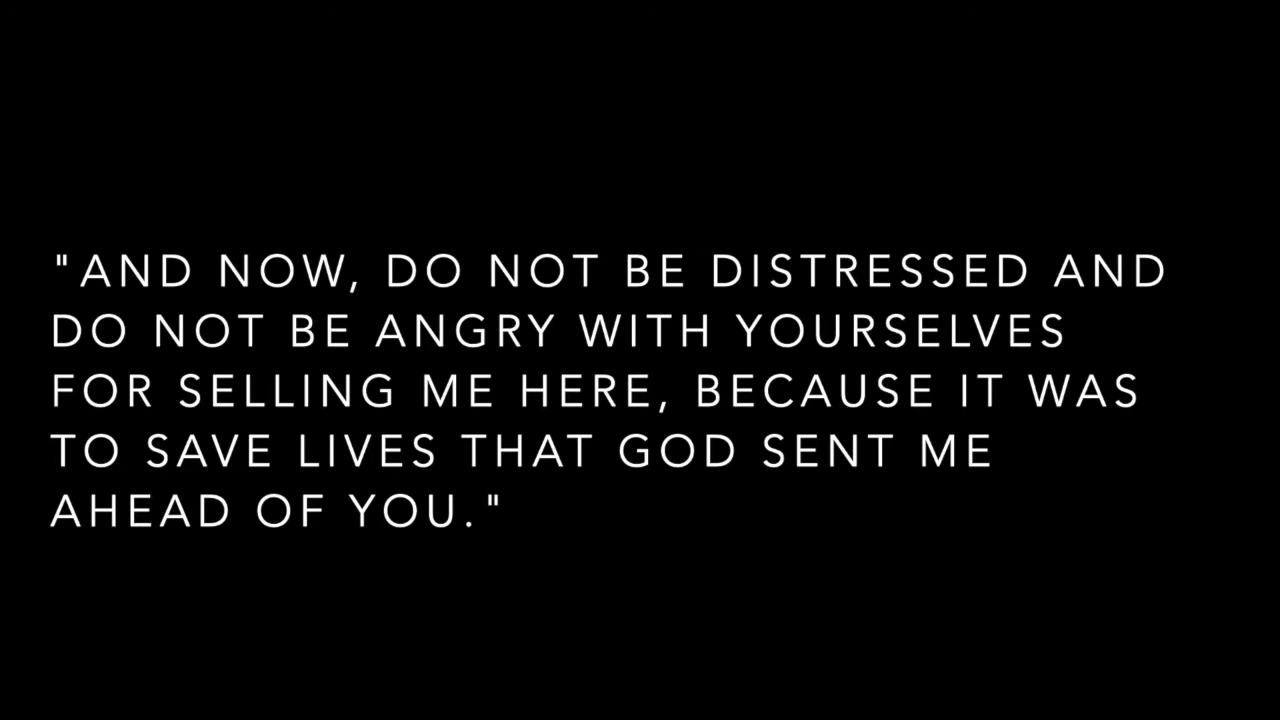 "AND NOW, DO NOT BE DISTRESSED AND
DO NOT BE ANGRY WITH YOURSELVES
FOR SELLING ME HERE, BECAUSE IT WAS
TO SAVE LIVES THAT GOD SENT ME
AHEAD OF YOU."